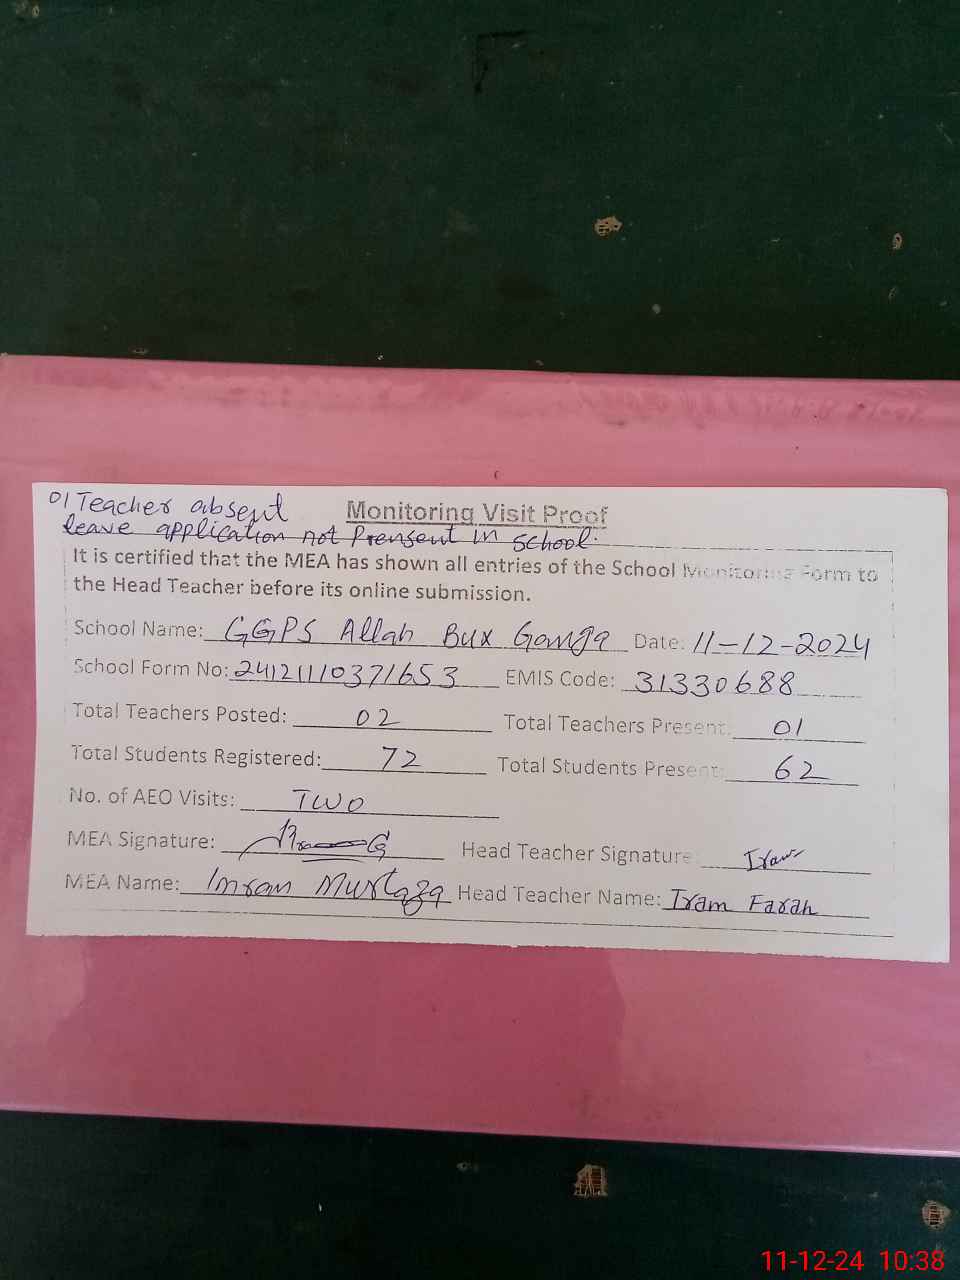 01 Teacher absent
leave application not Prensent in school.
Monitoring Visit Proof
It is certified that the MEA has shown all entries of the School Monitoring Form to
the Head Teacher before its online submission.
School Name: GGPS Allah Bux Ganga Date: 11-12-2024
School Form No: 24121110371653 EMIS Code: 31330688
Total Teachers Posted: 02 Total Teachers Present: 01
Total Students Registered: 72 Total Students Present: 62
No. of AEO Visits: TWO
MEA Signature: Head Teacher Signature: Iram
MEA Name: Imran Murtaza Head Teacher Name: Iram Farah
11-12-24 10:38